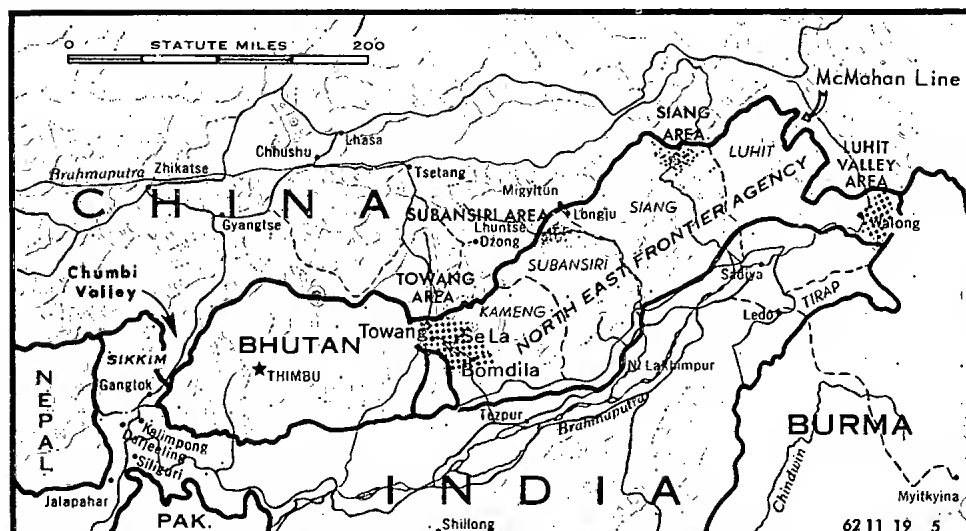 0 STATUTE MILES 200
McMahan Line
SIANG AREA
LUHIT
LUHIT VALLEY AREA
Lhasa
Chhushu
Brahmaputra
Zhikatse
Tsetang
Migyitun
CHINA
SUBANSIRI AREA
Longju
SIANG
Walong
Gyangtse
Lhuntse Dzong
NORTH EAST FRONTIER AGENCY
SUBANSIRI
Chumbi Valley
TOWANG AREA
Sadiya
TIRAP
KAMENG
Ledo
Towang
Se La
BHUTAN
THIMBU
Bomdila
SIKKIM
Gangtok
NEPAL
N. Lakhimpur
Tezpur
Brahmaputra
BURMA
Kalimpong
Darjeeling
Siliguri
Chindwin
Jalapahar
INDIA
Myitkyina
PAK.
Shillong
62 11 19 5